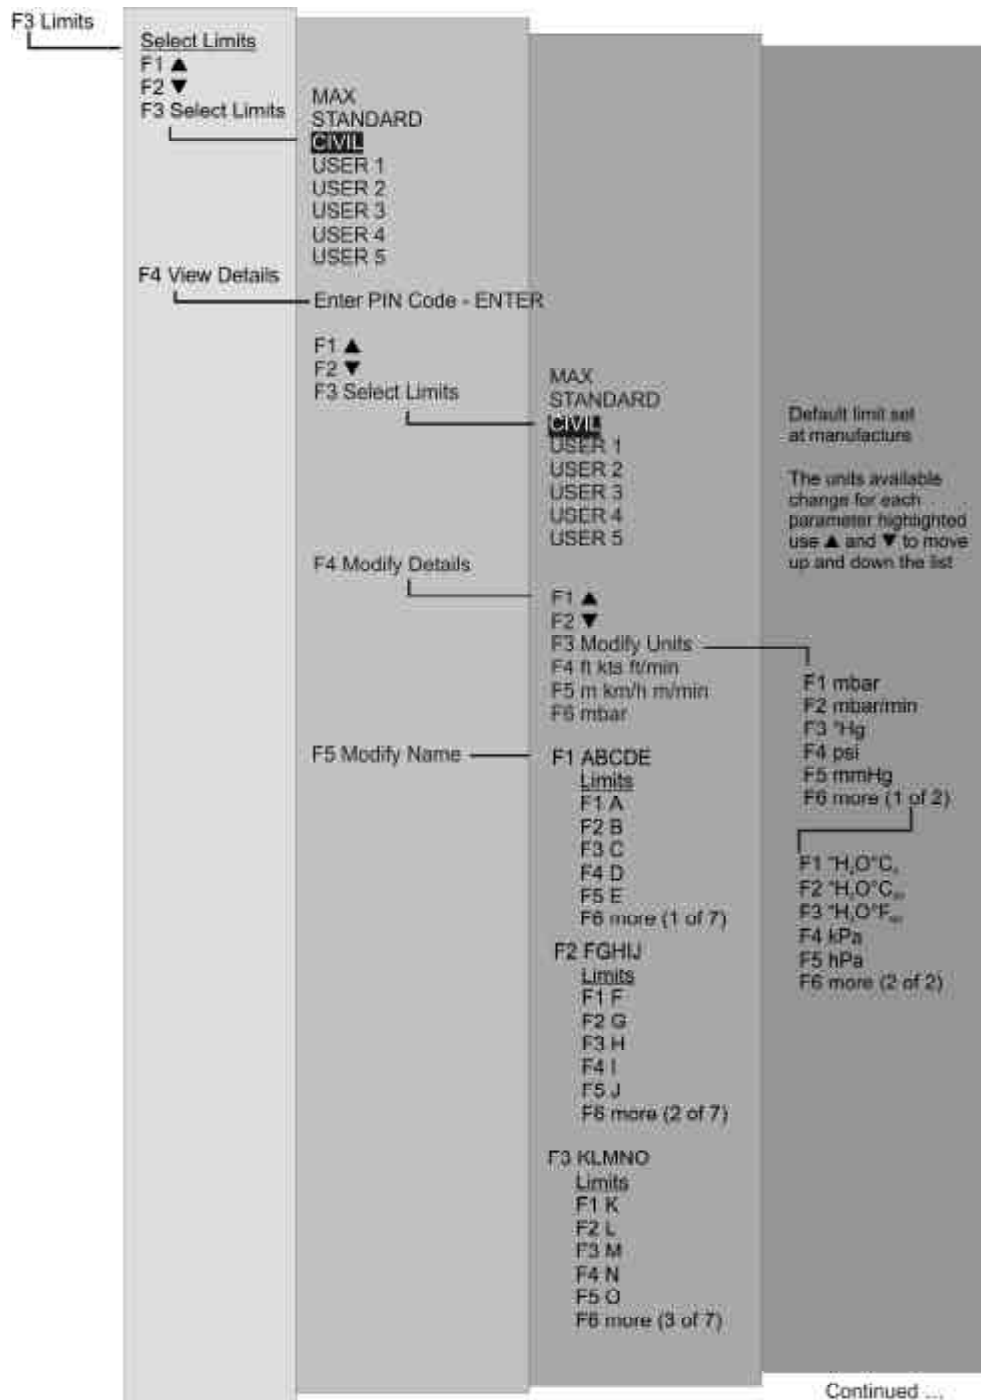 F3 Limits
Select Limits
F1 ▲
F2 ▼
F3 Select Limits
MAX
STANDARD
CIVIL
USER 1
USER 2
USER 3
USER 4
USER 5
F4 View Details
Enter PIN Code - ENTER
F1 ▲
F2 ▼
F3 Select Limits
MAX
STANDARD
CIVIL
USER 1
USER 2
USER 3
USER 4
USER 5
Default limit set
at manufacture
The units available
change for each
parameter highlighted
use ▲ and ▼ to move
up and down the list
F4 Modify Details
F1 ▲
F2 ▼
F3 Modify Units
F4 ft kts ft/min
F5 m km/h m/min
F6 mbar
F1 mbar
F2 mbar/min
F3 "Hg
F4 psi
F5 mmHg
F6 more (1 of 2)
F1 "H₂O°C₄
F2 "H₂O°C₂₀
F3 "H₂O°F₆₀
F4 kPa
F5 hPa
F6 more (2 of 2)
F5 Modify Name
F1 ABCDE
Limits
F1 A
F2 B
F3 C
F4 D
F5 E
F6 more (1 of 7)
F2 FGHIJ
Limits
F1 F
F2 G
F3 H
F4 I
F5 J
F6 more (2 of 7)
F3 KLMNO
Limits
F1 K
F2 L
F3 M
F4 N
F5 O
F6 more (3 of 7)
Continued ...